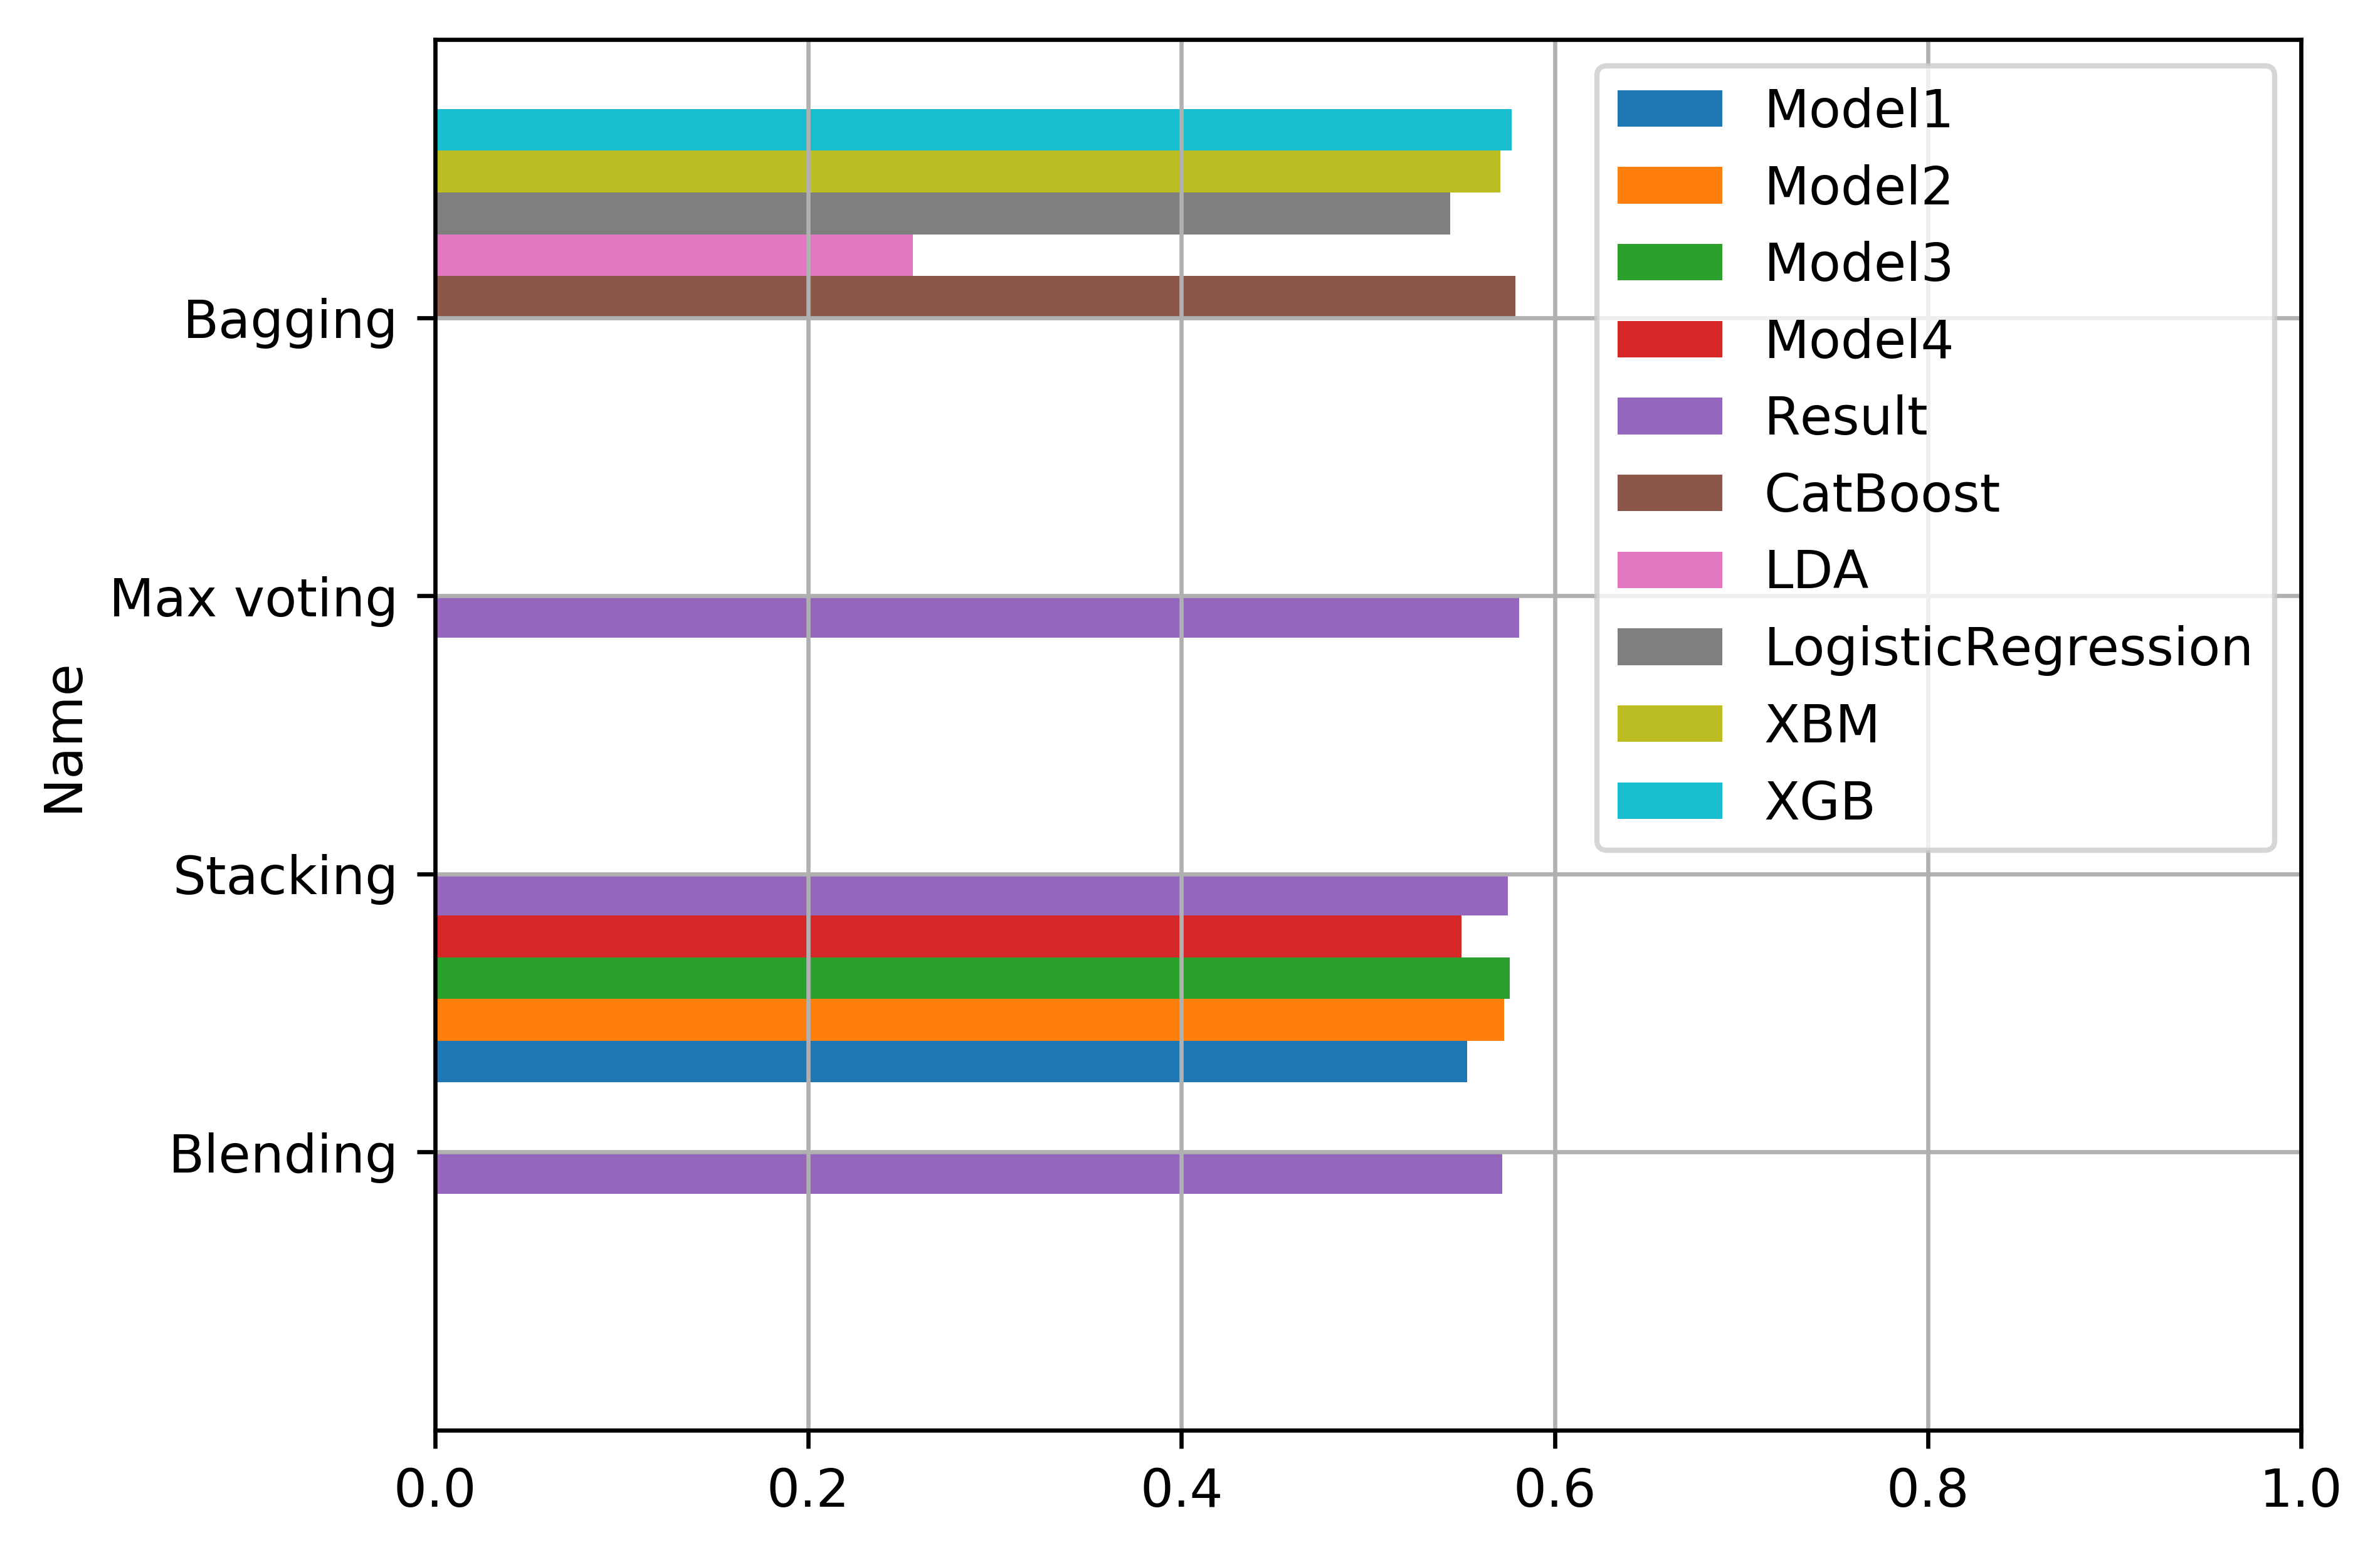 Name
Bagging
Max voting
Stacking
Blending
0.0 0.2 0.4 0.6 0.8 1.0
Model1
Model2
Model3
Model4
Result
CatBoost
LDA
LogisticRegression
XBM
XGB